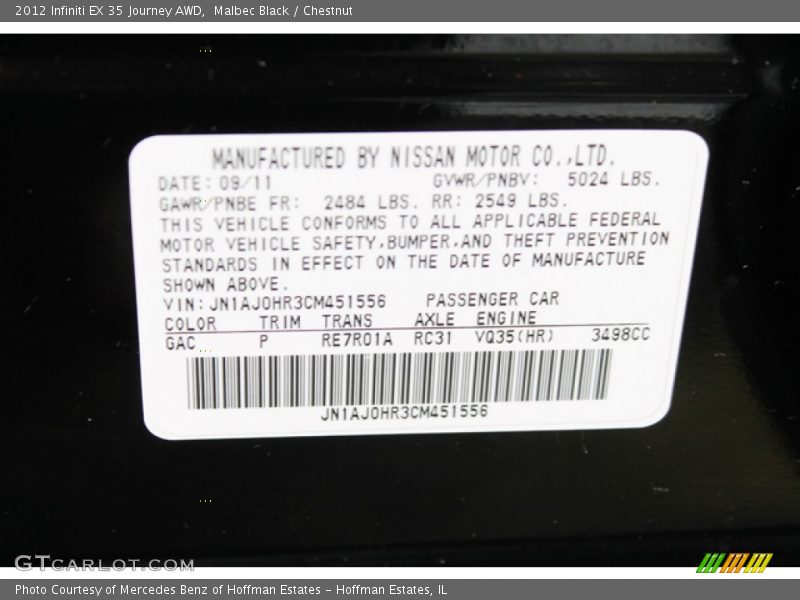 2012 Infiniti EX 35 Journey AWD,  Malbec Black / Chestnut
MANUFACTURED BY NISSAN MOTOR CO.,LTD.
DATE: 09/11 GVWR/PNBV: 5024 LBS.
GAWR/PNBE FR: 2484 LBS. RR: 2549 LBS.
THIS VEHICLE CONFORMS TO ALL APPLICABLE FEDERAL
MOTOR VEHICLE SAFETY,BUMPER,AND THEFT PREVENTION
STANDARDS IN EFFECT ON THE DATE OF MANUFACTURE
SHOWN ABOVE.
VIN: JN1AJ0HR3CM451556 PASSENGER CAR
COLOR TRIM TRANS AXLE ENGINE
GAC P RE7R01A RC31 VQ35(HR) 3498CC
JN1AJ0HR3CM451556
GTCARLOT.COM
Photo Courtesy of Mercedes Benz of Hoffman Estates - Hoffman Estates, IL